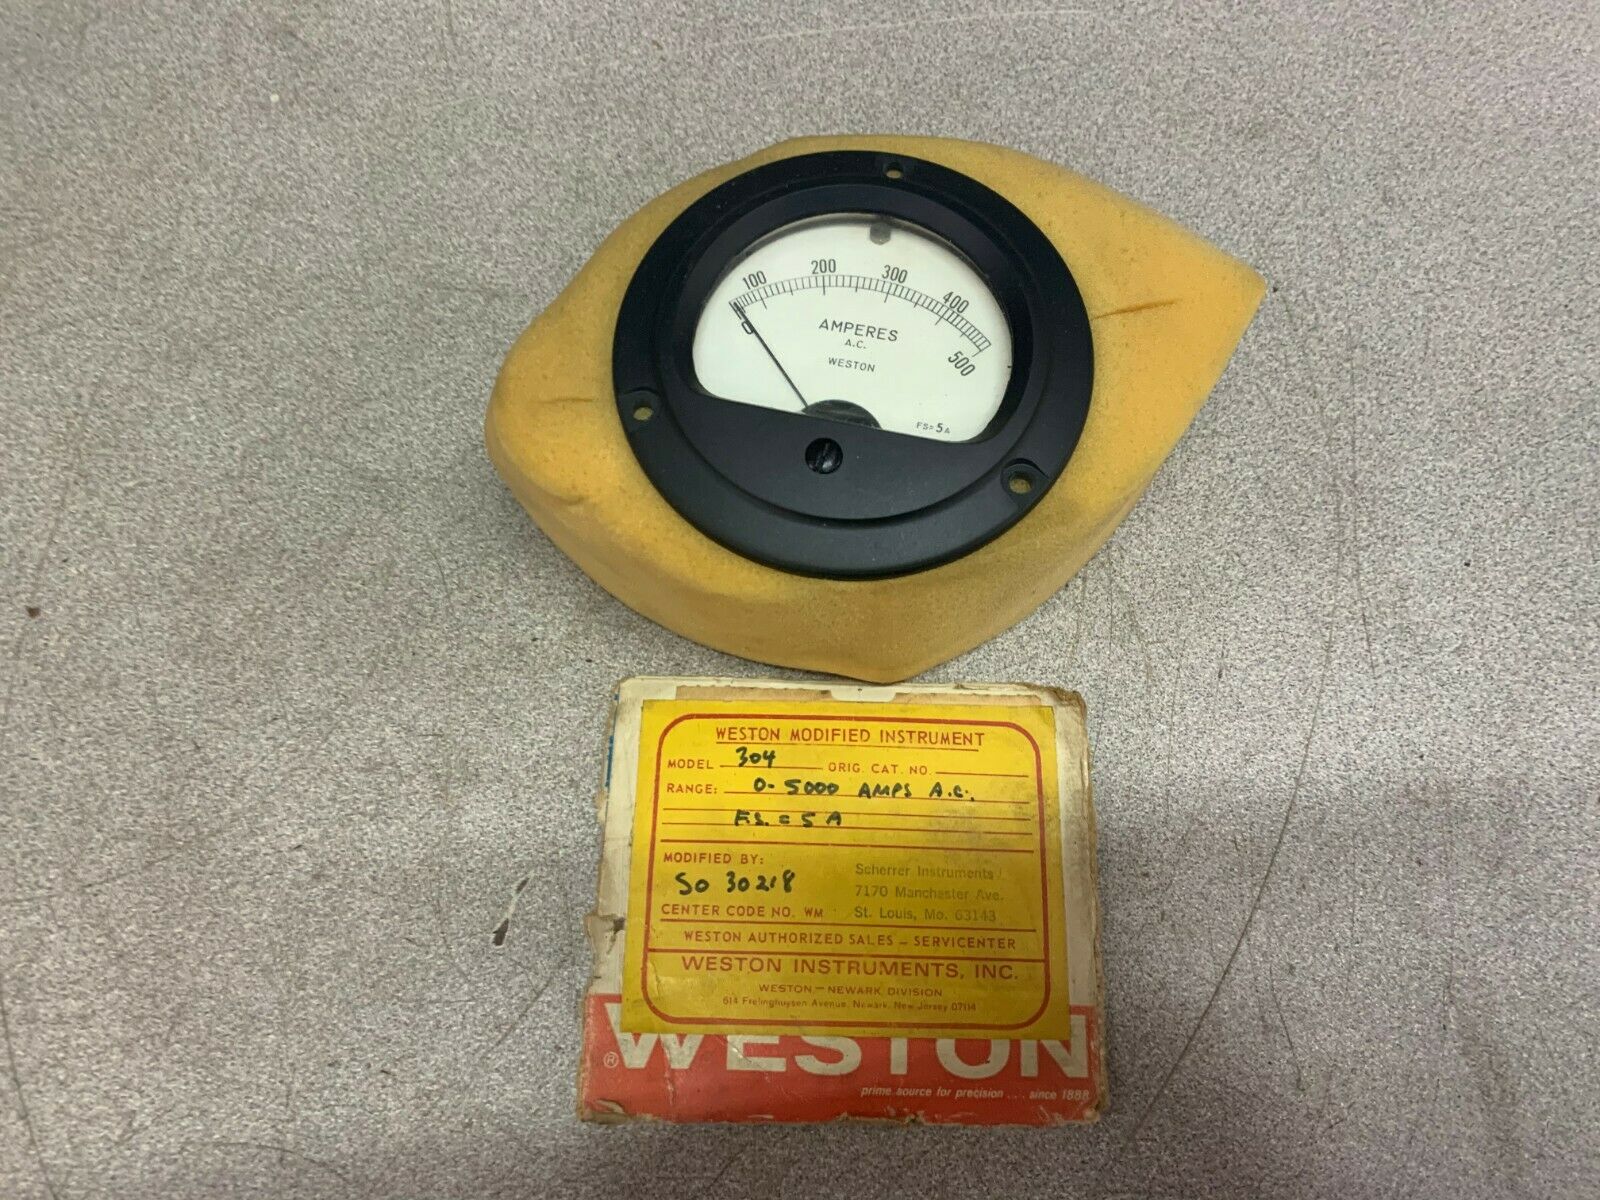 0 100 200 300 400 500
AMPERES
A.C.
WESTON
FS=5A
WESTON MODIFIED INSTRUMENT
MODEL 304 ORIG. CAT. NO.
RANGE: 0-5000 AMPS A.C.
F.S. = 5 A
MODIFIED BY: Scherrer Instruments
SO 30218 7170 Manchester Ave.
CENTER CODE NO. WM St. Louis, Mo. 63143
WESTON AUTHORIZED SALES - SERVICENTER
WESTON INSTRUMENTS, INC.
WESTON - NEWARK DIVISION
614 Frelinghuysen Avenue, Newark, New Jersey 07114
® WESTON
prime source for precision .... since 1888